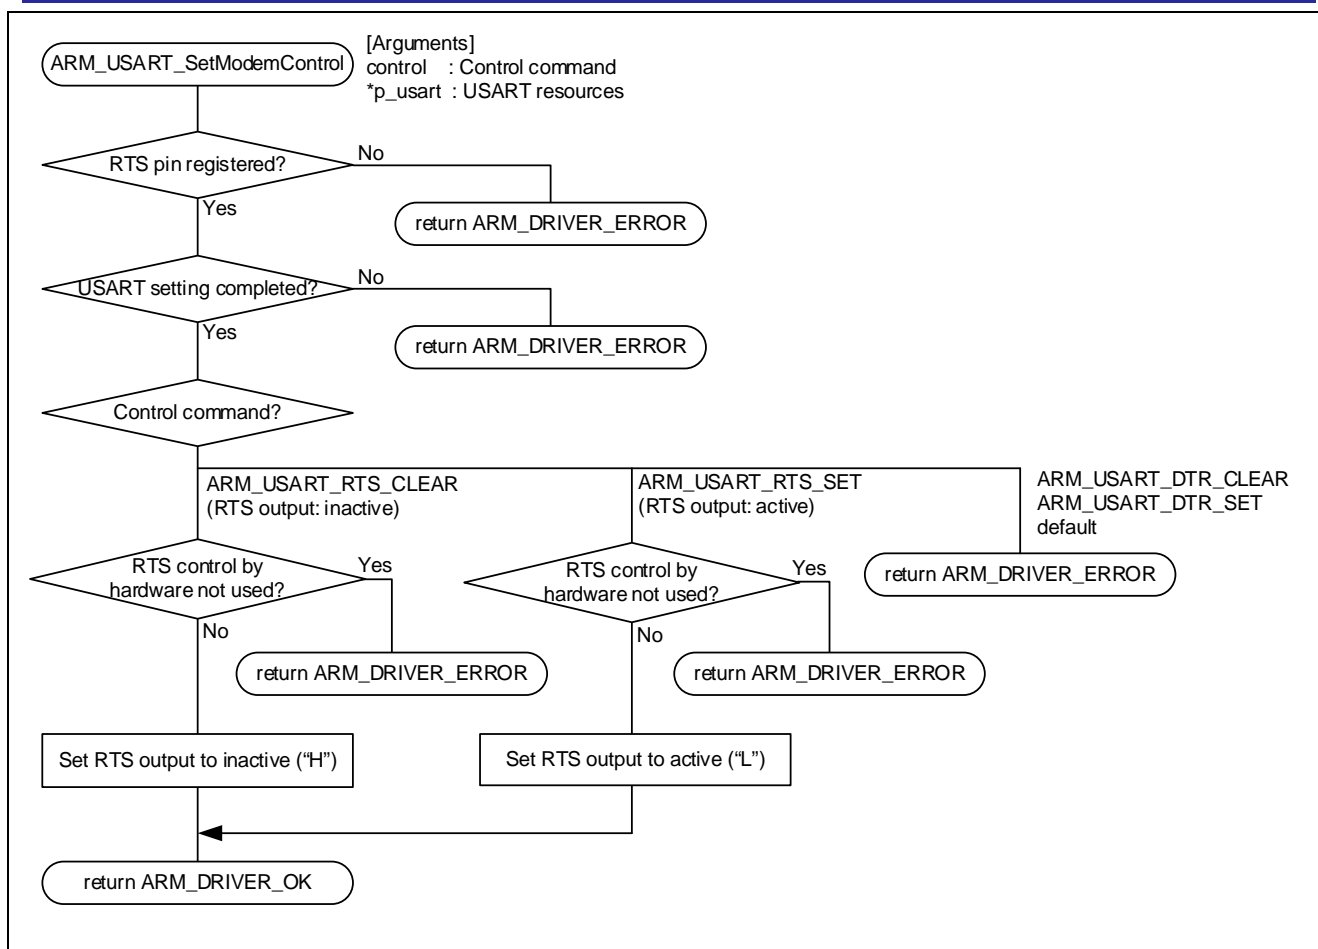 ARM_USART_SetModemControl
[Arguments]
control : Control command
*p_usart : USART resources
RTS pin registered?
No
Yes
return ARM_DRIVER_ERROR
USART setting completed?
No
Yes
return ARM_DRIVER_ERROR
Control command?
ARM_USART_RTS_CLEAR
(RTS output: inactive)
ARM_USART_RTS_SET
(RTS output: active)
ARM_USART_DTR_CLEAR
ARM_USART_DTR_SET
default
RTS control by
hardware not used?
Yes
No
RTS control by
hardware not used?
Yes
No
return ARM_DRIVER_ERROR
return ARM_DRIVER_ERROR
return ARM_DRIVER_ERROR
Set RTS output to inactive (“H”)
Set RTS output to active (“L”)
return ARM_DRIVER_OK